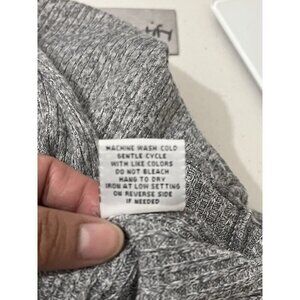 MACHINE WASH COLD
GENTLE CYCLE
WITH LIKE COLORS
DO NOT BLEACH
HANG TO DRY
IRON AT LOW SETTING
ON REVERSE SIDE
IF NEEDED